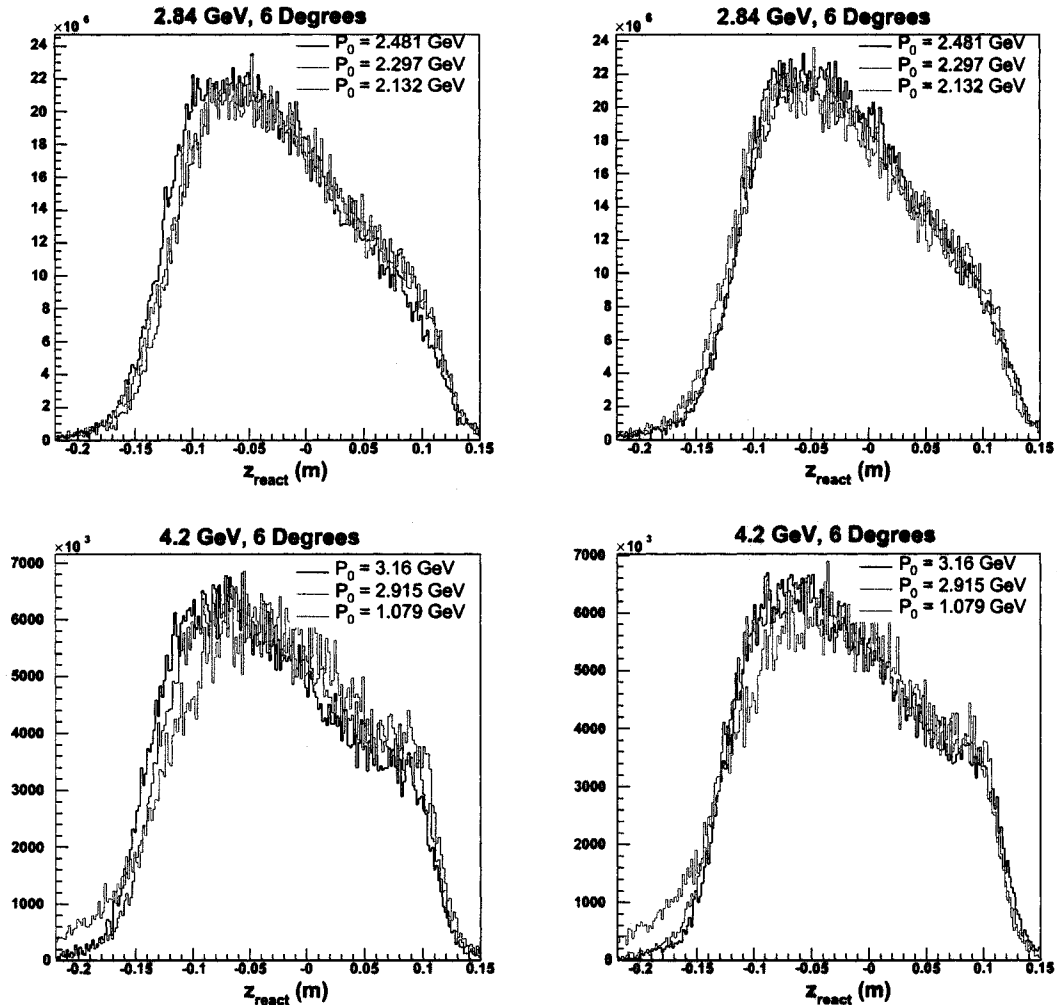 2.84 GeV, 6 Degrees
×10⁶
P₀ = 2.481 GeV
P₀ = 2.297 GeV
P₀ = 2.132 GeV
24
22
20
18
16
14
12
10
8
6
4
2
0
-0.2 -0.15 -0.1 -0.05 -0 0.05 0.1 0.15
z_react (m)
2.84 GeV, 6 Degrees
×10⁶
P₀ = 2.481 GeV
P₀ = 2.297 GeV
P₀ = 2.132 GeV
24
22
20
18
16
14
12
10
8
6
4
2
0
-0.2 -0.15 -0.1 -0.05 -0 0.05 0.1 0.15
z_react (m)
4.2 GeV, 6 Degrees
×10³
P₀ = 3.16 GeV
P₀ = 2.915 GeV
P₀ = 1.079 GeV
7000
6000
5000
4000
3000
2000
1000
0
-0.2 -0.15 -0.1 -0.05 -0 0.05 0.1 0.15
z_react (m)
4.2 GeV, 6 Degrees
×10³
P₀ = 3.16 GeV
P₀ = 2.915 GeV
P₀ = 1.079 GeV
7000
6000
5000
4000
3000
2000
1000
0
-0.2 -0.15 -0.1 -0.05 -0 0.05 0.1 0.15
z_react (m)